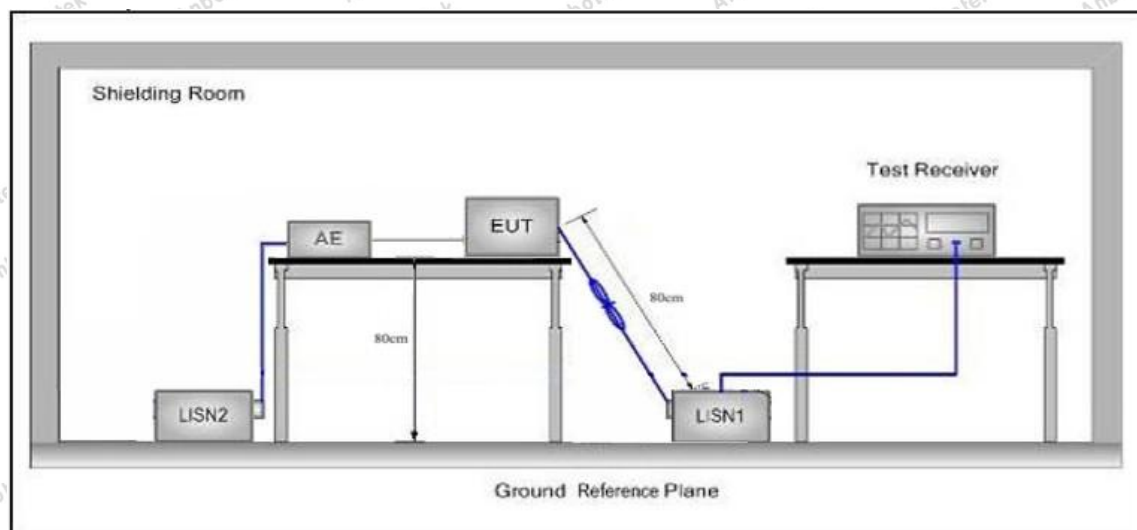 Shielding Room
Test Receiver
AE
EUT
80cm
80cm
LISN2
LISN1
Ground Reference Plane